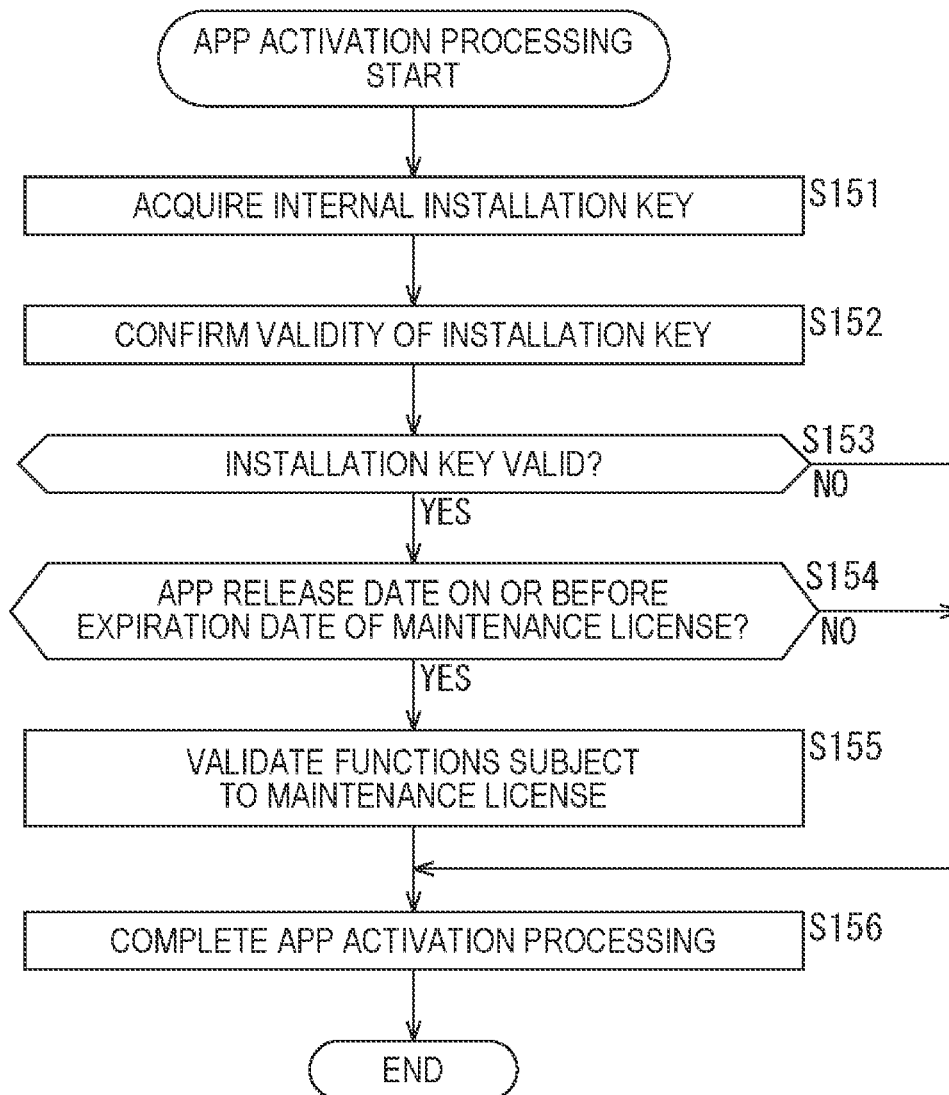 APP ACTIVATION PROCESSING
START
ACQUIRE INTERNAL INSTALLATION KEY
S151
CONFIRM VALIDITY OF INSTALLATION KEY
S152
INSTALLATION KEY VALID?
S153
NO
YES
APP RELEASE DATE ON OR BEFORE
EXPIRATION DATE OF MAINTENANCE LICENSE?
S154
NO
YES
VALIDATE FUNCTIONS SUBJECT
TO MAINTENANCE LICENSE
S155
COMPLETE APP ACTIVATION PROCESSING
S156
END